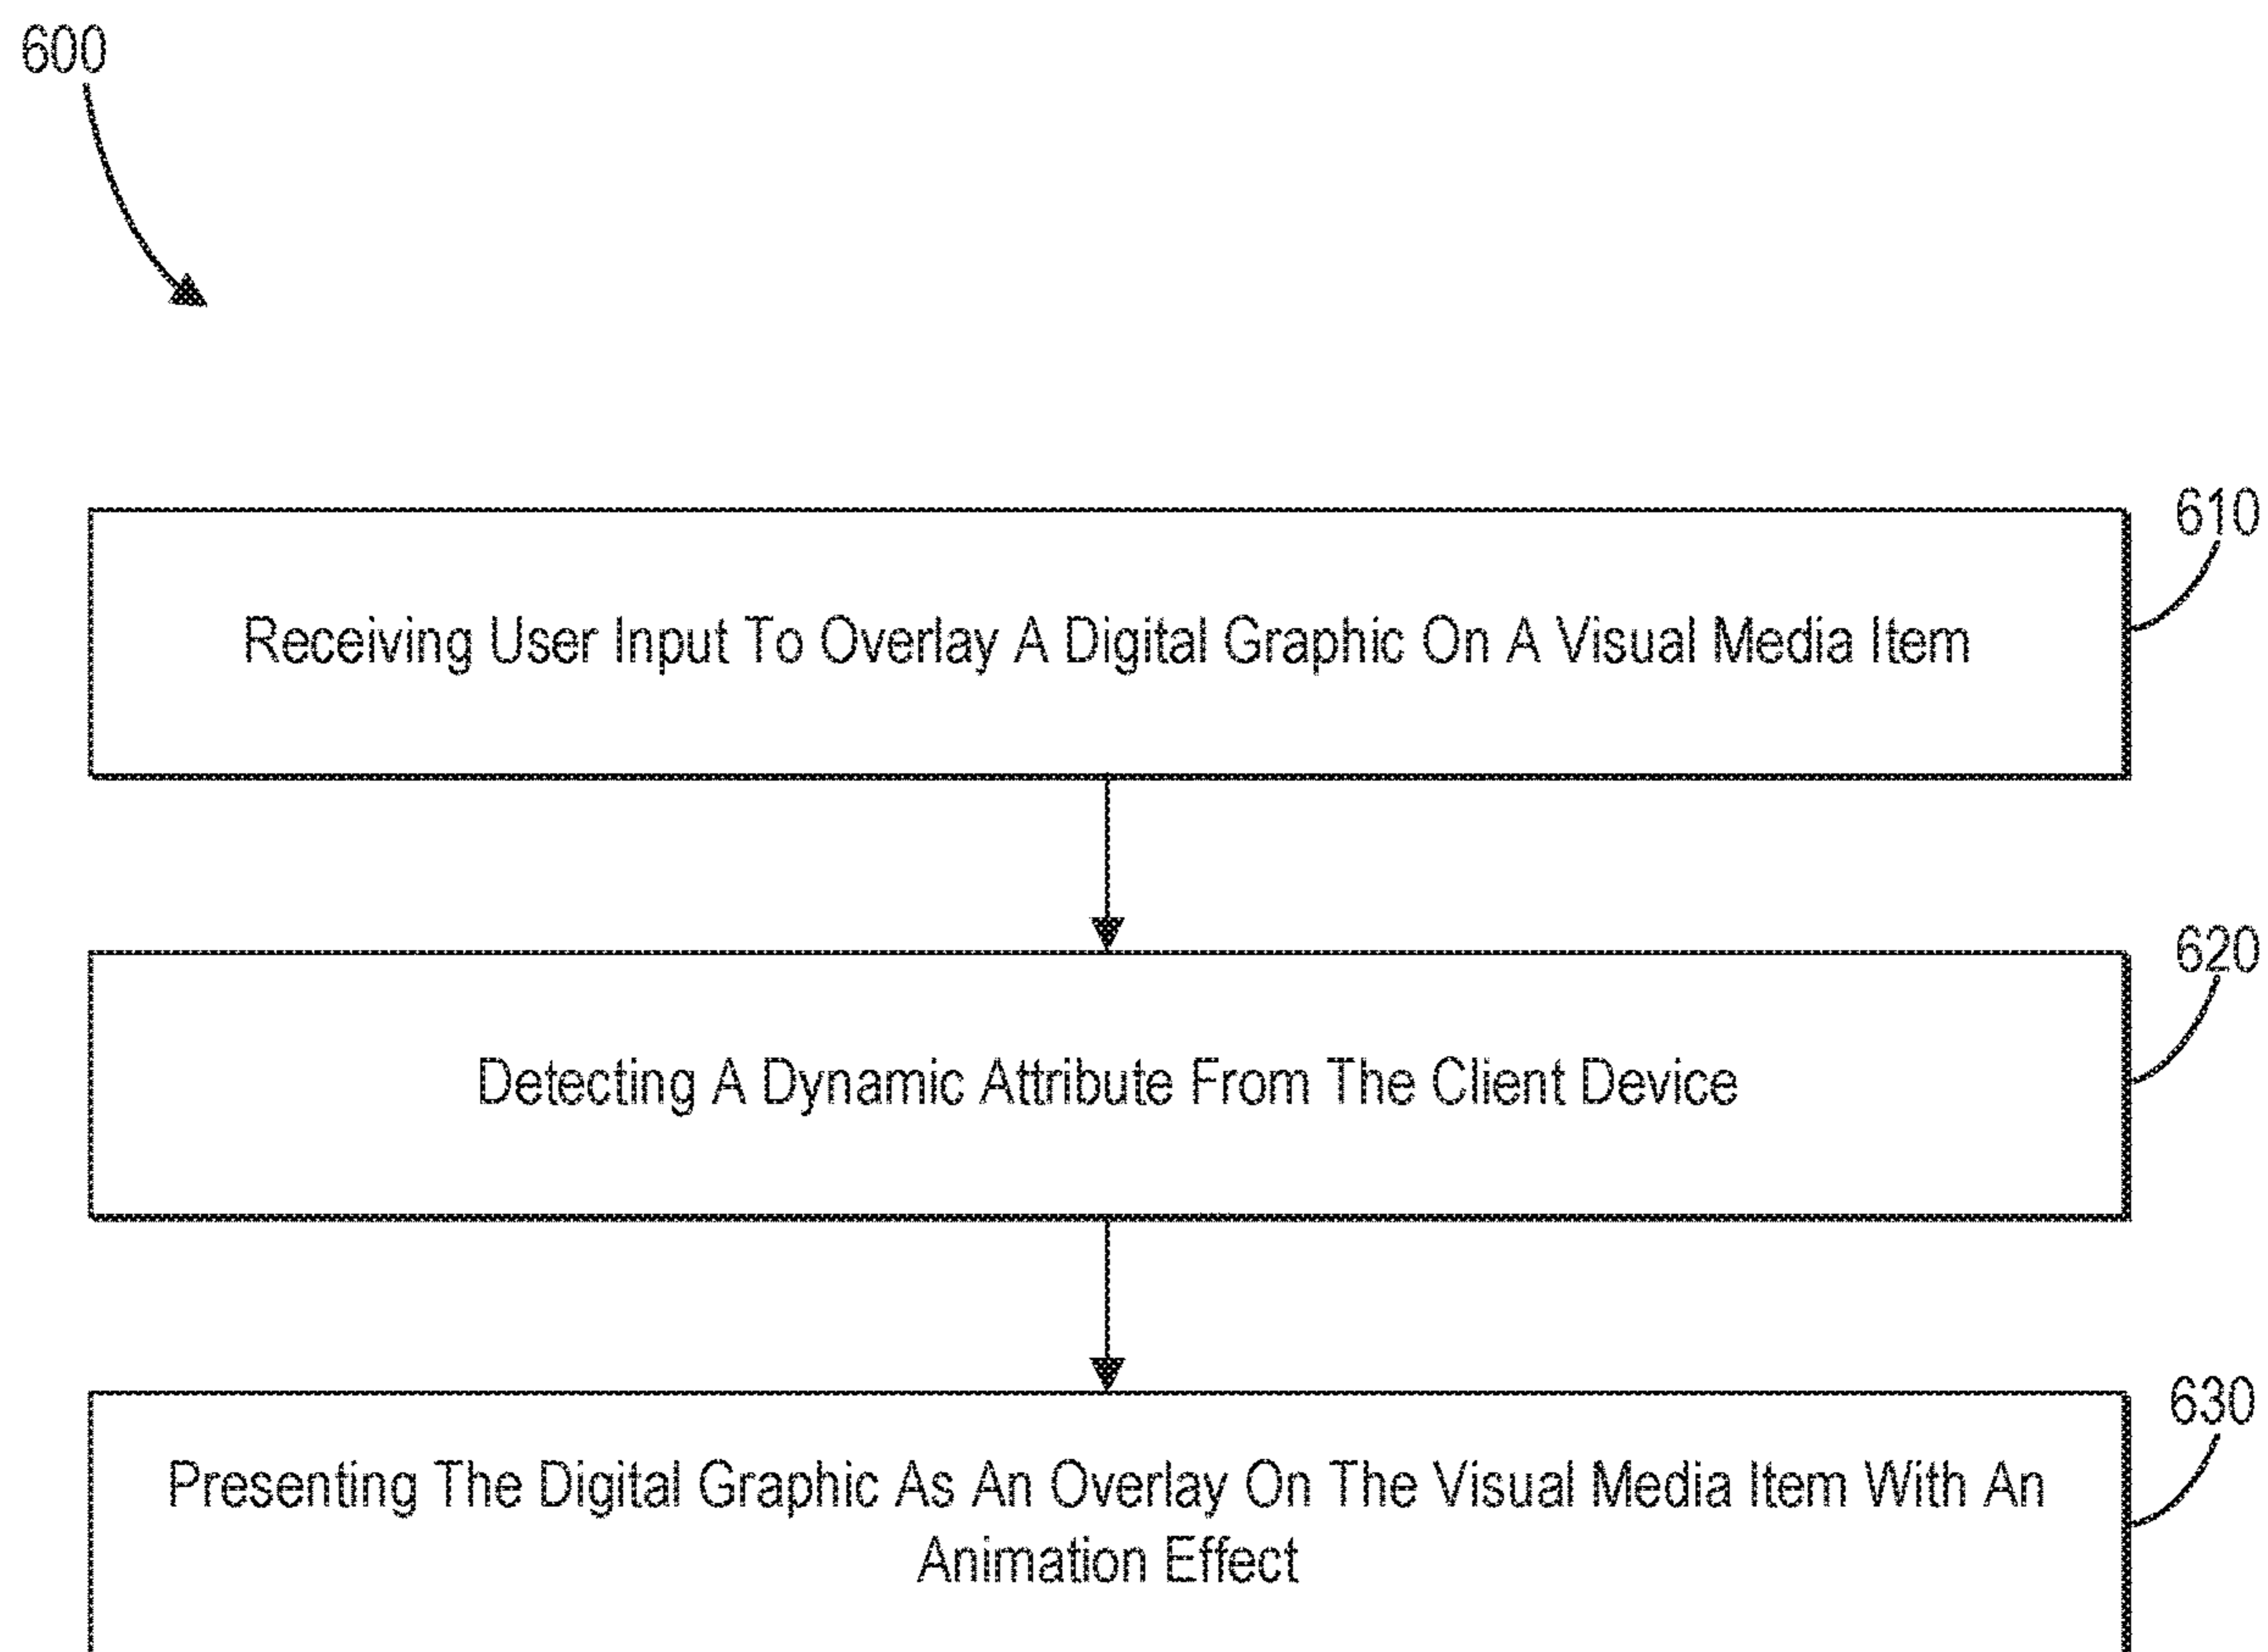 600
610
Receiving User Input To Overlay A Digital Graphic On A Visual Media Item
620
Detecting A Dynamic Attribute From The Client Device
630
Presenting The Digital Graphic As An Overlay On The Visual Media Item With An
Animation Effect